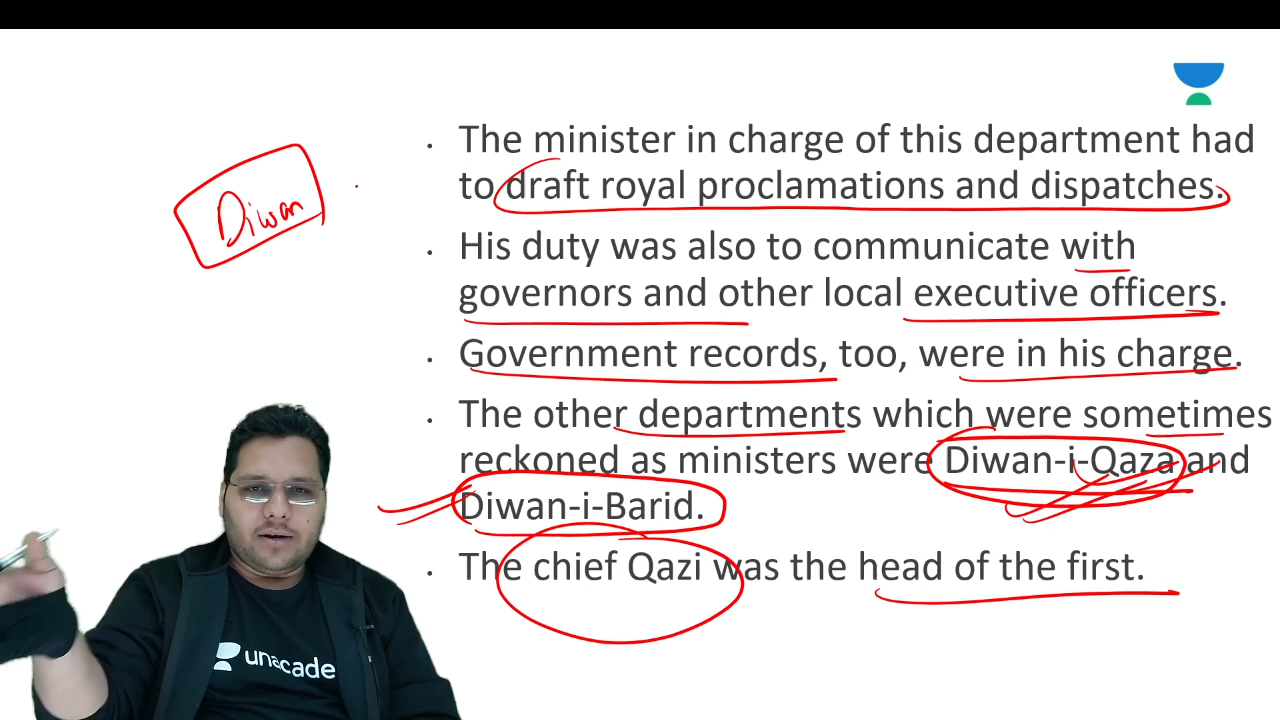 The minister in charge of this department had
to draft royal proclamations and dispatches.
Diwan
His duty was also to communicate with
governors and other local executive officers.
Government records, too, were in his charge.
The other departments which were sometimes
reckoned as ministers were Diwan-i-Qaza and
Diwan-i-Barid.
The chief Qazi was the head of the first.
unacade